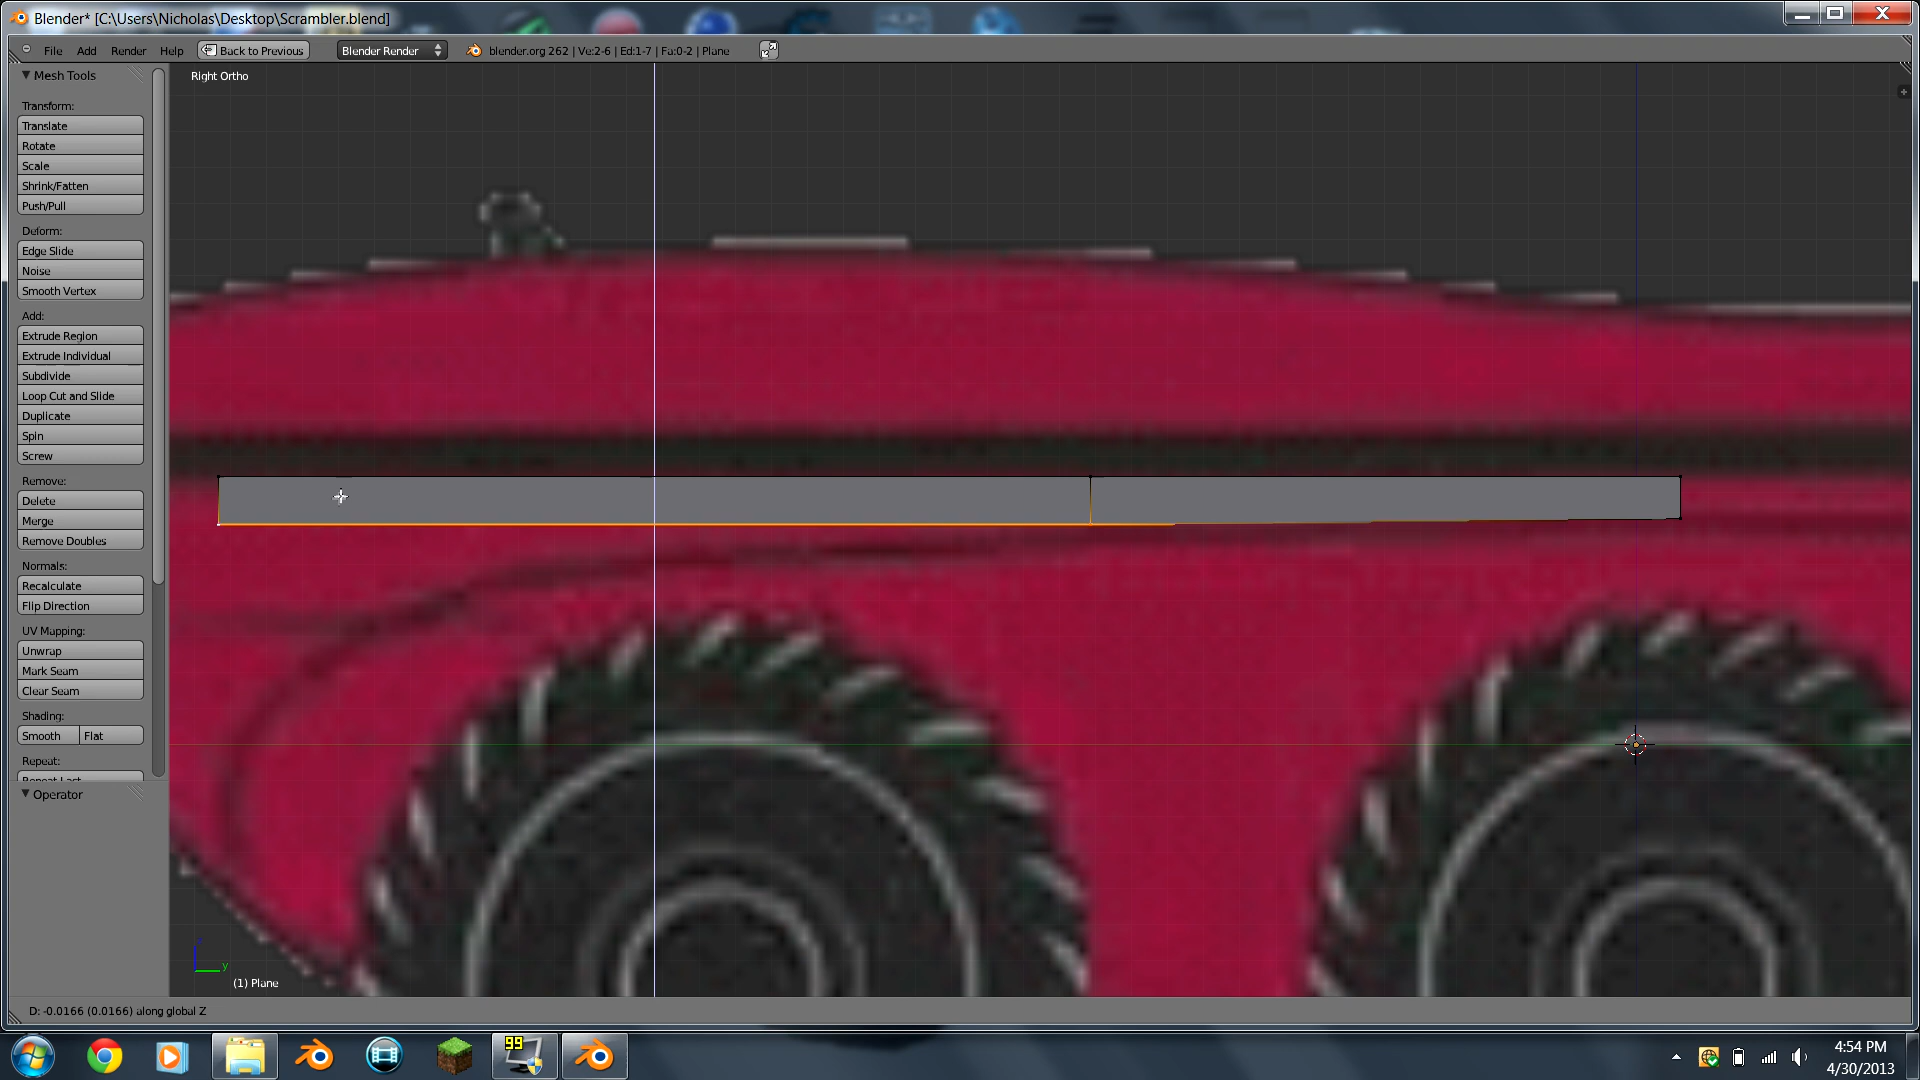 Blender* [C:\Users\Nicholas\Desktop\Scrambler.blend]
File Add Render Help Back to Previous Blender Render blender.org 262 | Ve:2-6 | Ed:1-7 | Fa:0-2 | Plane
Mesh Tools
Right Ortho
Transform:
Translate
Rotate
Scale
Shrink/Fatten
Push/Pull
Deform:
Edge Slide
Noise
Smooth Vertex
Add:
Extrude Region
Extrude Individual
Subdivide
Loop Cut and Slide
Duplicate
Spin
Screw
Remove:
Delete
Merge
Remove Doubles
Normals:
Recalculate
Flip Direction
UV Mapping:
Unwrap
Mark Seam
Clear Seam
Shading:
Smooth Flat
Repeat:
Repeat Last
Operator
y
(1) Plane
D: -0.0166 (0.0166) along global Z
99
4:54 PM
4/30/2013